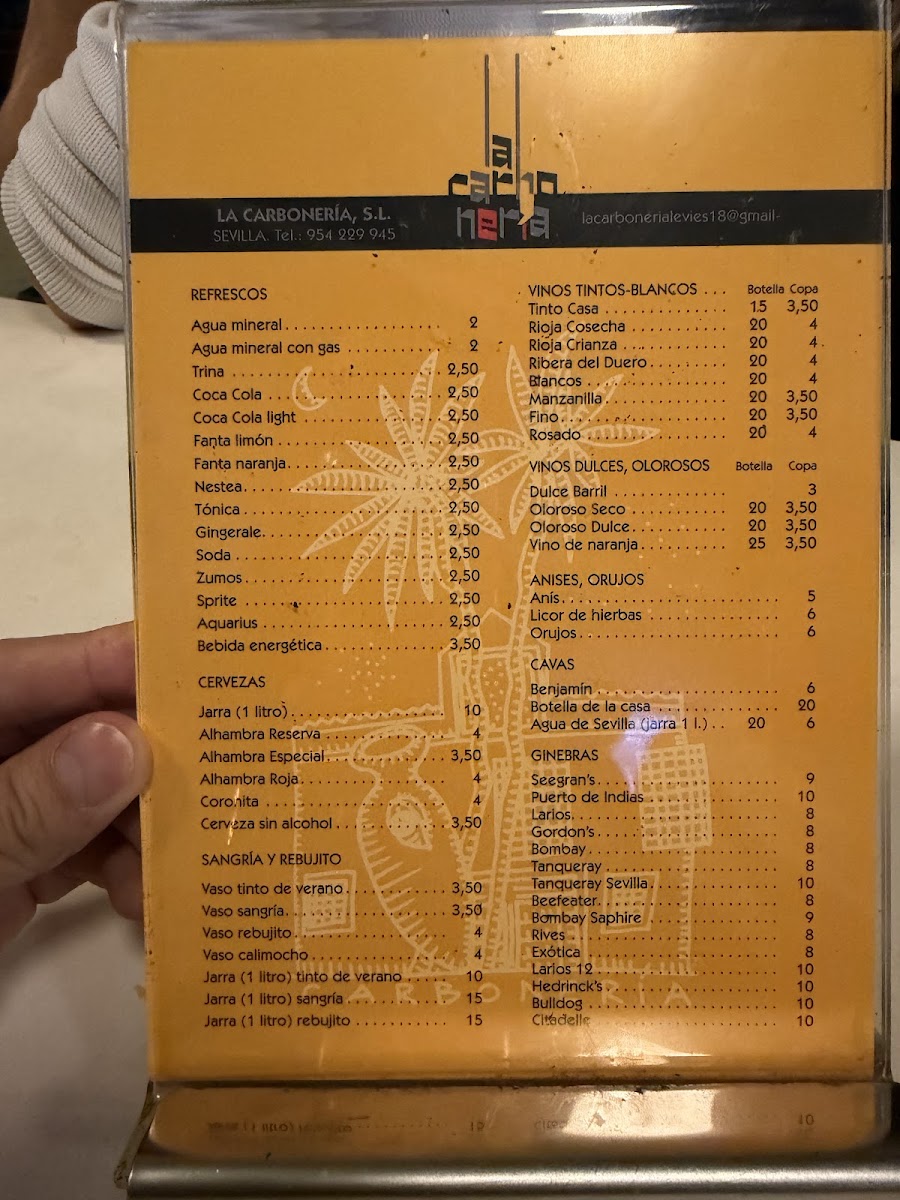 la
carbo
nería
LA CARBONERÍA, S.L.
SEVILLA. Tel.: 954 229 945
lacarbonerialevies18@gmail-
REFRESCOS
Agua mineral 2
Agua mineral con gas 2
Trina 2,50
Coca Cola 2,50
Coca Cola light 2,50
Fanta limón 2,50
Fanta naranja 2,50
Nestea 2,50
Tónica 2,50
Gingerale 2,50
Soda 2,50
Zumos 2,50
Sprite 2,50
Aquarius 2,50
Bebida energética 3,50
CERVEZAS
Jarra (1 litro) 10
Alhambra Reserva 4
Alhambra Especial 3,50
Alhambra Roja 4
Coronita 4
Cerveza sin alcohol 3,50
SANGRÍA Y REBUJITO
Vaso tinto de verano 3,50
Vaso sangría 3,50
Vaso rebujito 4
Vaso calimocho 4
Jarra (1 litro) tinto de verano 10
Jarra (1 litro) sangría 15
Jarra (1 litro) rebujito 15
VINOS TINTOS-BLANCOS ... Botella Copa
Tinto Casa 15 3,50
Rioja Cosecha 20 4
Rioja Crianza 20 4
Ribera del Duero 20 4
Blancos 20 4
Manzanilla 20 3,50
Fino 20 3,50
Rosado 20 4
VINOS DULCES, OLOROSOS Botella Copa
Dulce Barril 3
Oloroso Seco 20 3,50
Oloroso Dulce 20 3,50
Vino de naranja 25 3,50
ANISES, ORUJOS
Anís 5
Licor de hierbas 6
Orujos 6
CAVAS
Benjamín 6
Botella de la casa 20
Agua de Sevilla (jarra 1 l.) .. 20 6
GINEBRAS
Seegran's 9
Puerto de Indias 10
Larios 8
Gordon's 8
Bombay 8
Tanqueray 8
Tanqueray Sevilla 10
Beefeater 8
Bombay Saphire 9
Rives 8
Exótica 8
Larios 12 10
Hedrinck's 10
Bulldog 10
Citadelle 10
CARBONERIA